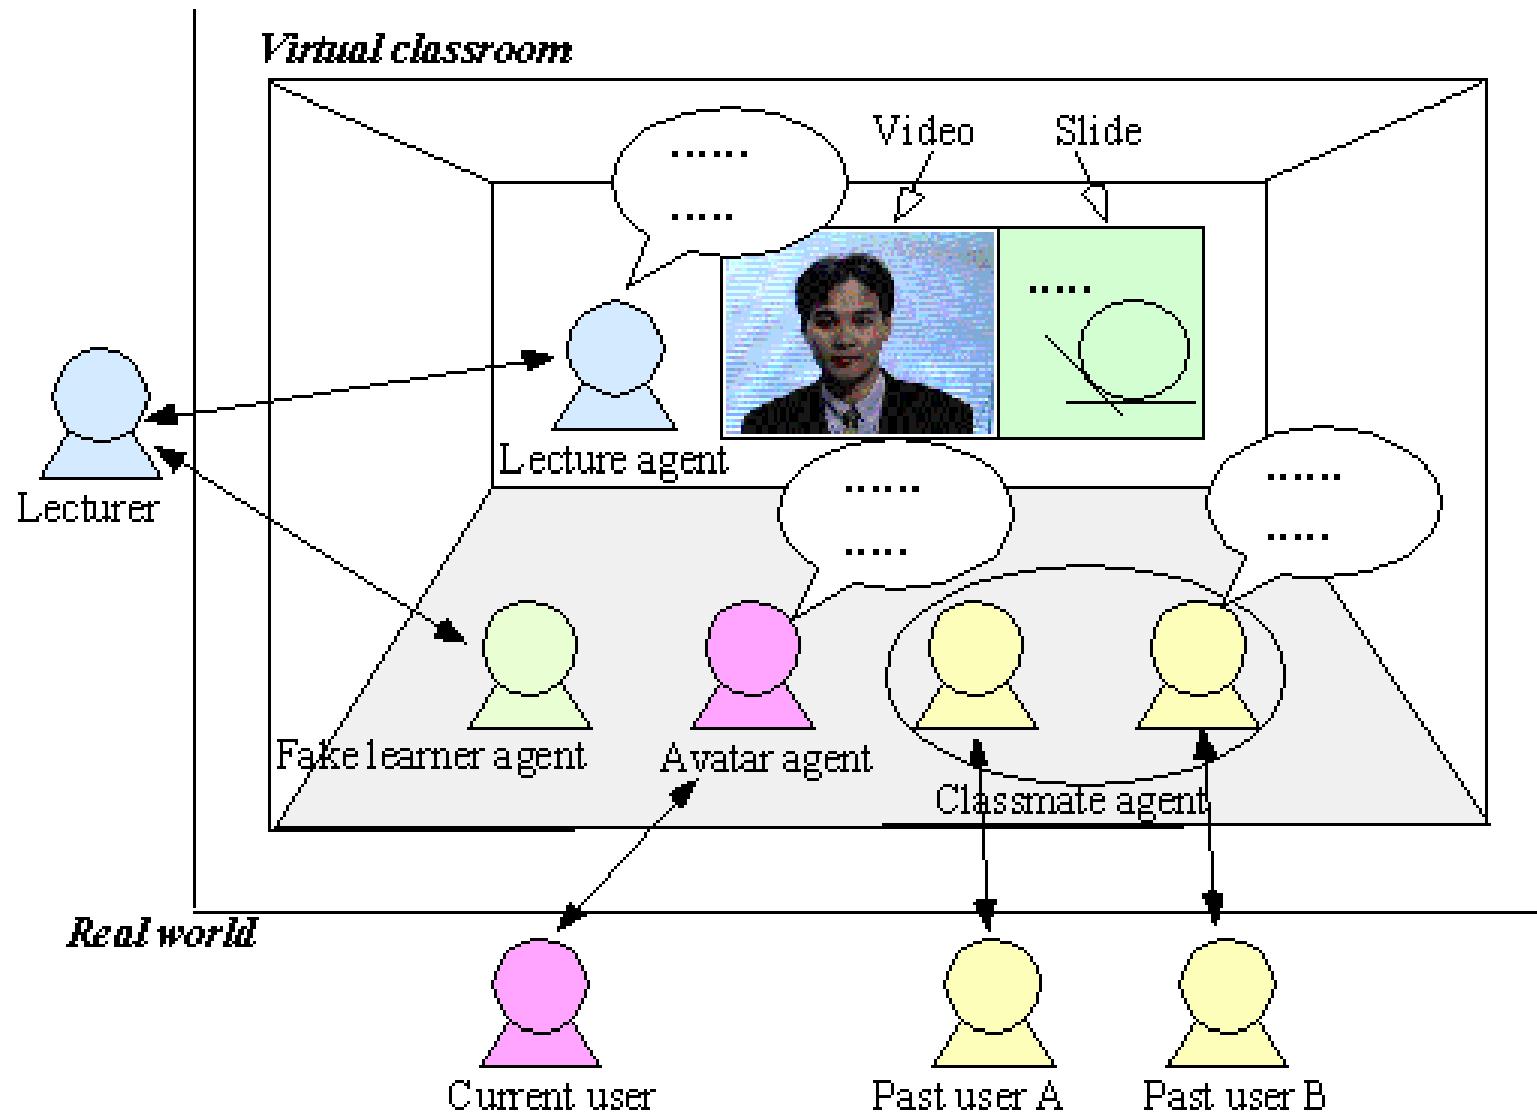 Virtual classroom
Video
Slide
......
.....
.....
Lecture agent
Lecturer
......
.....
......
.....
Fake learner agent
Avatar agent
Classmate agent
Real world
Current user
Past user A
Past user B